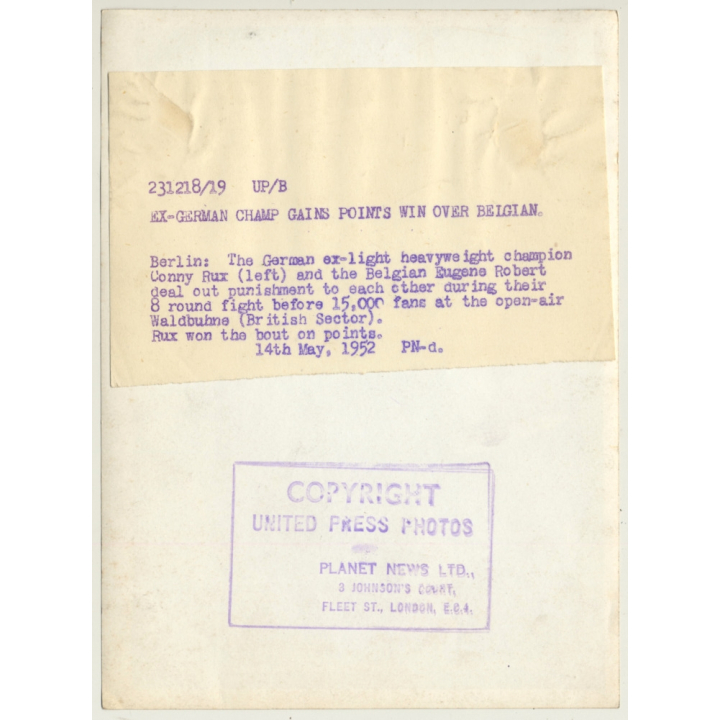 231218/19 UP/B
EX-GERMAN CHAMP GAINS POINTS WIN OVER BELGIAN.
Berlin: The German ex-light heavyweight champion
Conny Rux (left) and the Belgian Eugene Robert
deal out punishment to each other during their
8 round fight before 15,000 fans at the open-air
Waldbuhne (British Sector).
Rux won the bout on points.
14th May, 1952 PN-d.
COPYRIGHT
UNITED PRESS PHOTOS
PLANET NEWS LTD.,
3 JOHNSON'S COURT,
FLEET ST., LONDON, E.C.4.